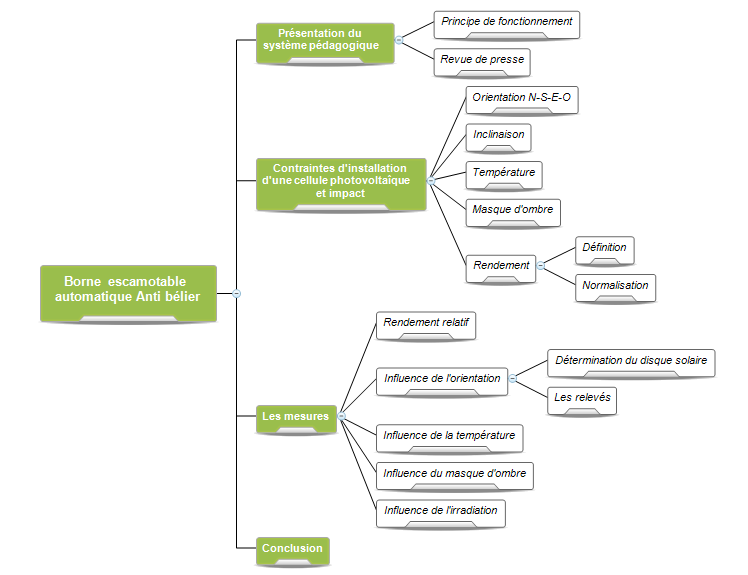 Borne escamotable
automatique Anti bélier
Présentation du
système pédagogique
Principe de fonctionnement
Revue de presse
Contraintes d'installation
d'une cellule photovoltaîque
et impact
Orientation N-S-E-O
Inclinaison
Température
Masque d'ombre
Rendement
Définition
Normalisation
Les mesures
Rendement relatif
Influence de l'orientation
Détermination du disque solaire
Les relevés
Influence de la température
Influence du masque d'ombre
Influence de l'irradiation
Conclusion